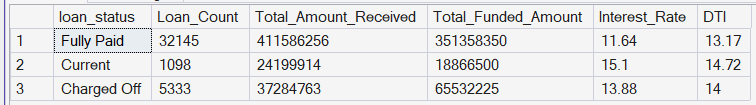 loan_status Loan_Count Total_Amount_Received Total_Funded_Amount Interest_Rate DTI
1 Fully Paid 32145 411586256 351358350 11.64 13.17
2 Current 1098 24199914 18866500 15.1 14.72
3 Charged Off 5333 37284763 65532225 13.88 14